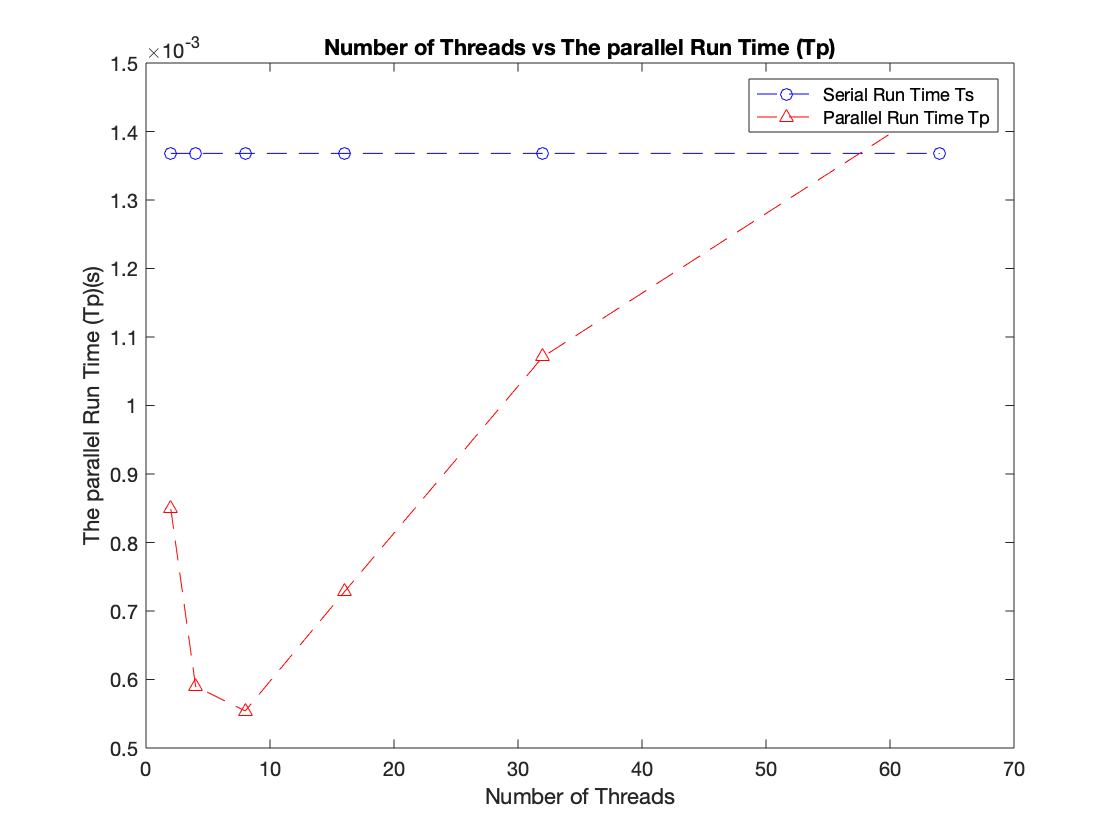 Number of Threads vs The parallel Run Time (Tp)
×10-3
1.5
1.4
1.3
1.2
1.1
1
0.9
0.8
0.7
0.6
0.5
The parallel Run Time (Tp)(s)
Serial Run Time Ts
Parallel Run Time Tp
0 10 20 30 40 50 60 70
Number of Threads